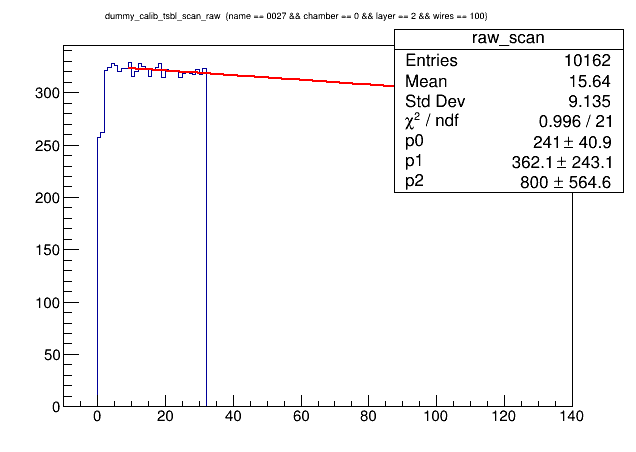 dummy_calib_tsbl_scan_raw (name == 0027 && chamber == 0 && layer == 2 && wires == 100)
raw_scan
Entries 10162
Mean 15.64
Std Dev 9.135
χ² / ndf 0.996 / 21
p0 241 ± 40.9
p1 362.1 ± 243.1
p2 800 ± 564.6
300
250
200
150
100
50
0
0 20 40 60 80 100 120 140